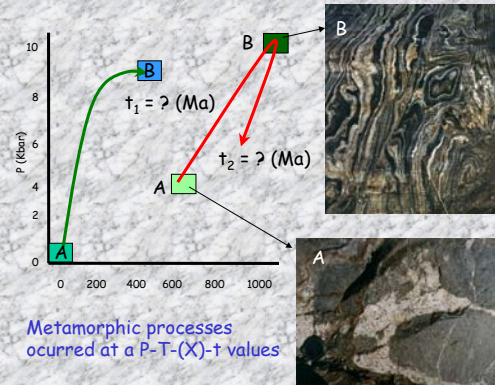 10
8
6
4
2
0
P (Kbar)
0 200 400 600 800 1000
A
B
t1 = ? (Ma)
B
A
t2 = ? (Ma)
B
A
Metamorphic processes
ocurred at a P-T-(X)-t values